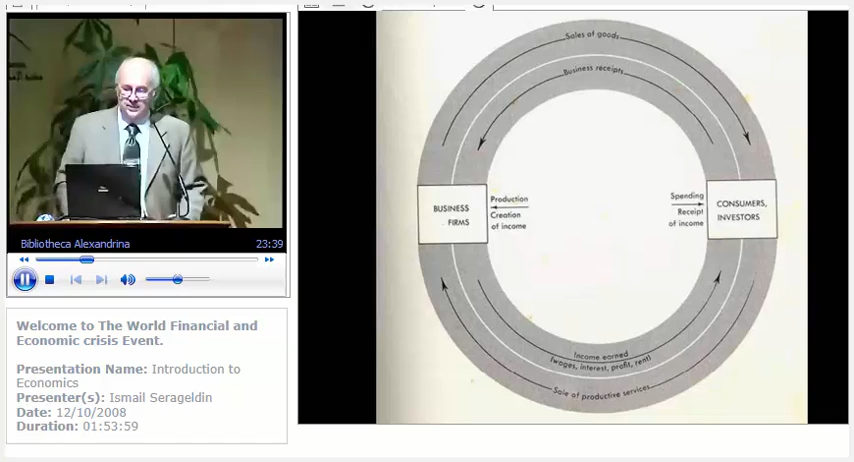 Bibliotheca Alexandrina 23:39
Welcome to The World Financial and
Economic crisis Event.
Presentation Name: Introduction to
Economics
Presenter(s): Ismail Serageldin
Date: 12/10/2008
Duration: 01:53:59
Sales of goods
Business receipts
BUSINESS
FIRMS
Production
Creation
of income
Spending
Receipt
of income
CONSUMERS,
INVESTORS
Income earned
(wages, interest, profit, rent)
Sale of productive services